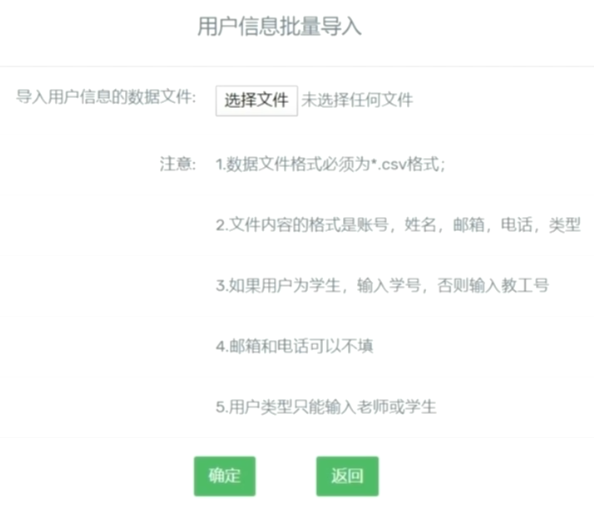 用户信息批量导入
导入用户信息的数据文件: 选择文件 未选择任何文件
注意: 1.数据文件格式必须为*.csv格式;
2.文件内容的格式是账号，姓名，邮箱，电话，类型
3.如果用户为学生，输入学号，否则输入教工号
4.邮箱和电话可以不填
5.用户类型只能输入老师或学生
确定 返回